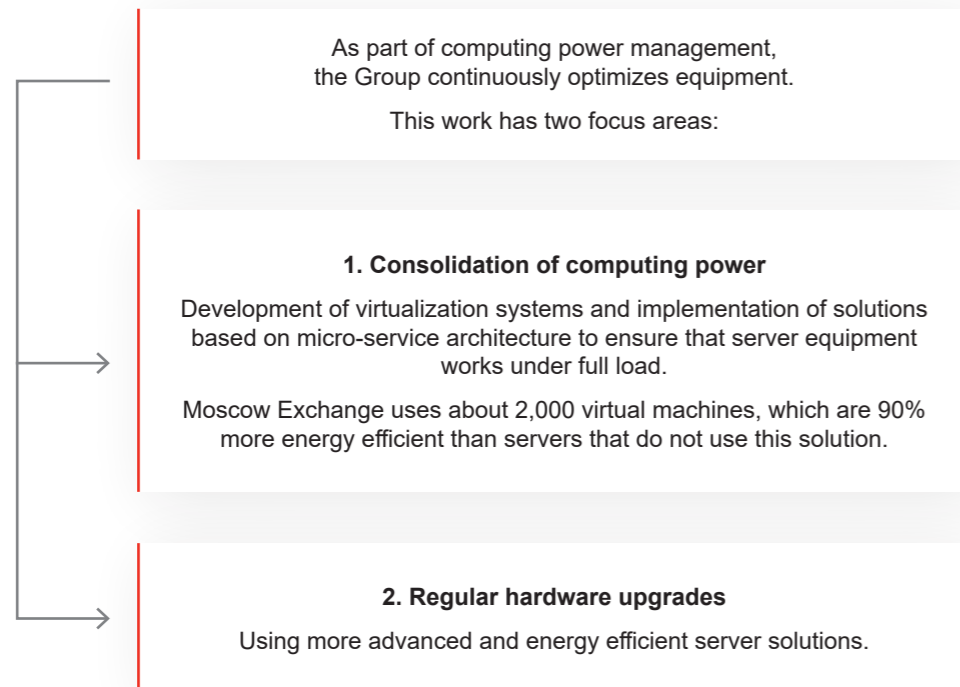 As part of computing power management,
the Group continuously optimizes equipment.
This work has two focus areas:
1. Consolidation of computing power
Development of virtualization systems and implementation of solutions
based on micro-service architecture to ensure that server equipment
works under full load.
Moscow Exchange uses about 2,000 virtual machines, which are 90%
more energy efficient than servers that do not use this solution.
2. Regular hardware upgrades
Using more advanced and energy efficient server solutions.